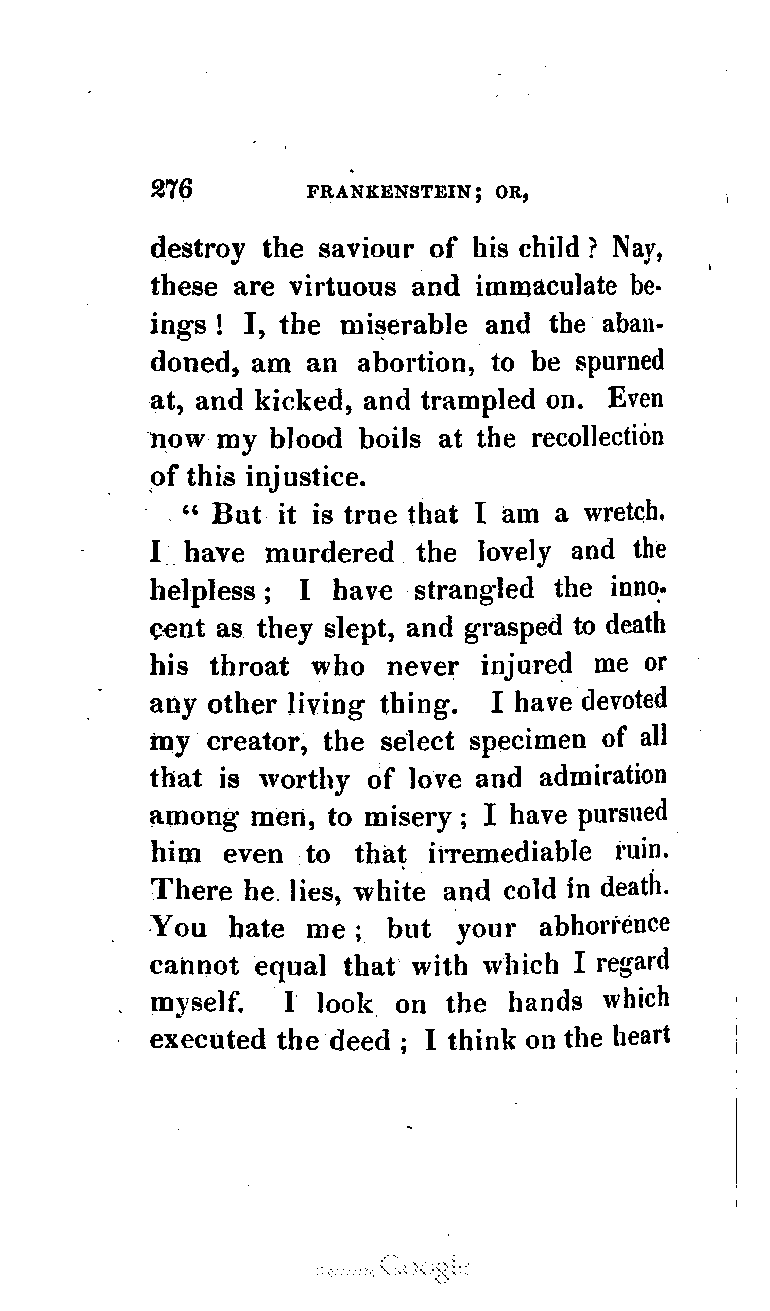 276 FRANKENSTEIN; OR,
destroy the saviour of his child? Nay,
these are virtuous and immaculate be-
ings! I, the miserable and the aban-
doned, am an abortion, to be spurned
at, and kicked, and trampled on. Even
now my blood boils at the recollection
of this injustice.
“ But it is true that I am a wretch.
I have murdered the lovely and the
helpless; I have strangled the inno-
cent as they slept, and grasped to death
his throat who never injured me or
any other living thing. I have devoted
my creator, the select specimen of all
that is worthy of love and admiration
among men, to misery; I have pursued
him even to that irremediable ruin.
There he lies, white and cold in death.
You hate me; but your abhorrence
cannot equal that with which I regard
myself. I look on the hands which
executed the deed; I think on the heart
Google